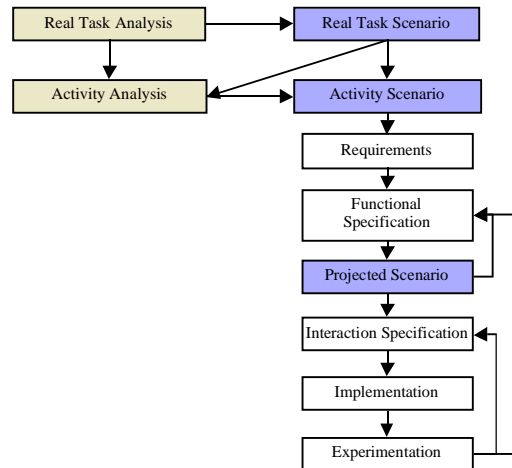 Real Task Analysis
Real Task Scenario
Activity Analysis
Activity Scenario
Requirements
Functional
Specification
Projected Scenario
Interaction Specification
Implementation
Experimentation